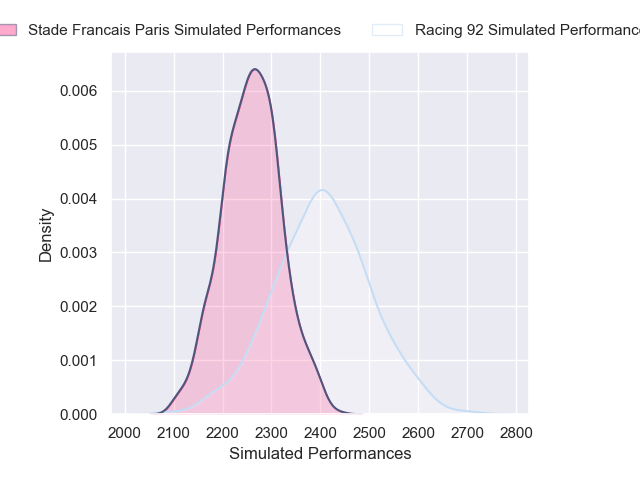 Stade Francais Paris Simulated Performances Racing 92 Simulated
0.006
0.005
0.004
0.003
0.002
0.001
0.000
Density
2000 2100 2200 2300 2400 2500 2600 2700 2800
Simulated Performances